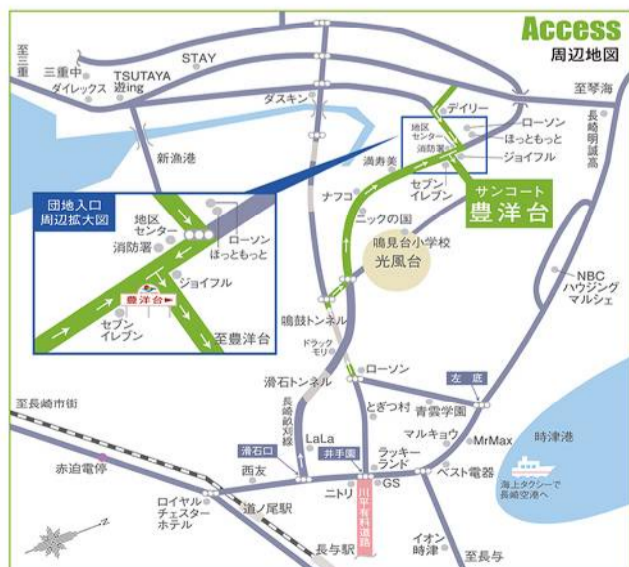 Access
周辺地図
至三重
三重中
ダイレックス
TSUTAYA
遊ing
STAY
ダスキン
新漁港
デイリー
至琴海
長崎明誠高
地区
センター
消防署
ローソン
ほっともっと
ジョイフル
満寿美
セブン
イレブン
サンコート
豊洋台
ナフコ
ニックの国
鳴見台小学校
光風台
NBC
ハウジング
マルシェ
団地入口
周辺拡大図
地区
センター
消防署
ローソン
ほっともっと
ジョイフル
豊洋台
セブン
イレブン
至豊洋台
鳴鼓トンネル
ドラッグ
モリ
滑石トンネル
長崎畝刈線
ローソン
左底
とぎつ村
青雲学園
マルキョウ
MrMax
時津港
ベスト電器
海上タクシーで
長崎空港へ
至長崎市街
赤迫電停
LaLa
滑石口
井手園
ラッキー
ランド
GS
西友
ニトリ
ロイヤル
チェスター
ホテル
道ノ尾駅
川平有料道路
長与駅
イオン
時津
至長与